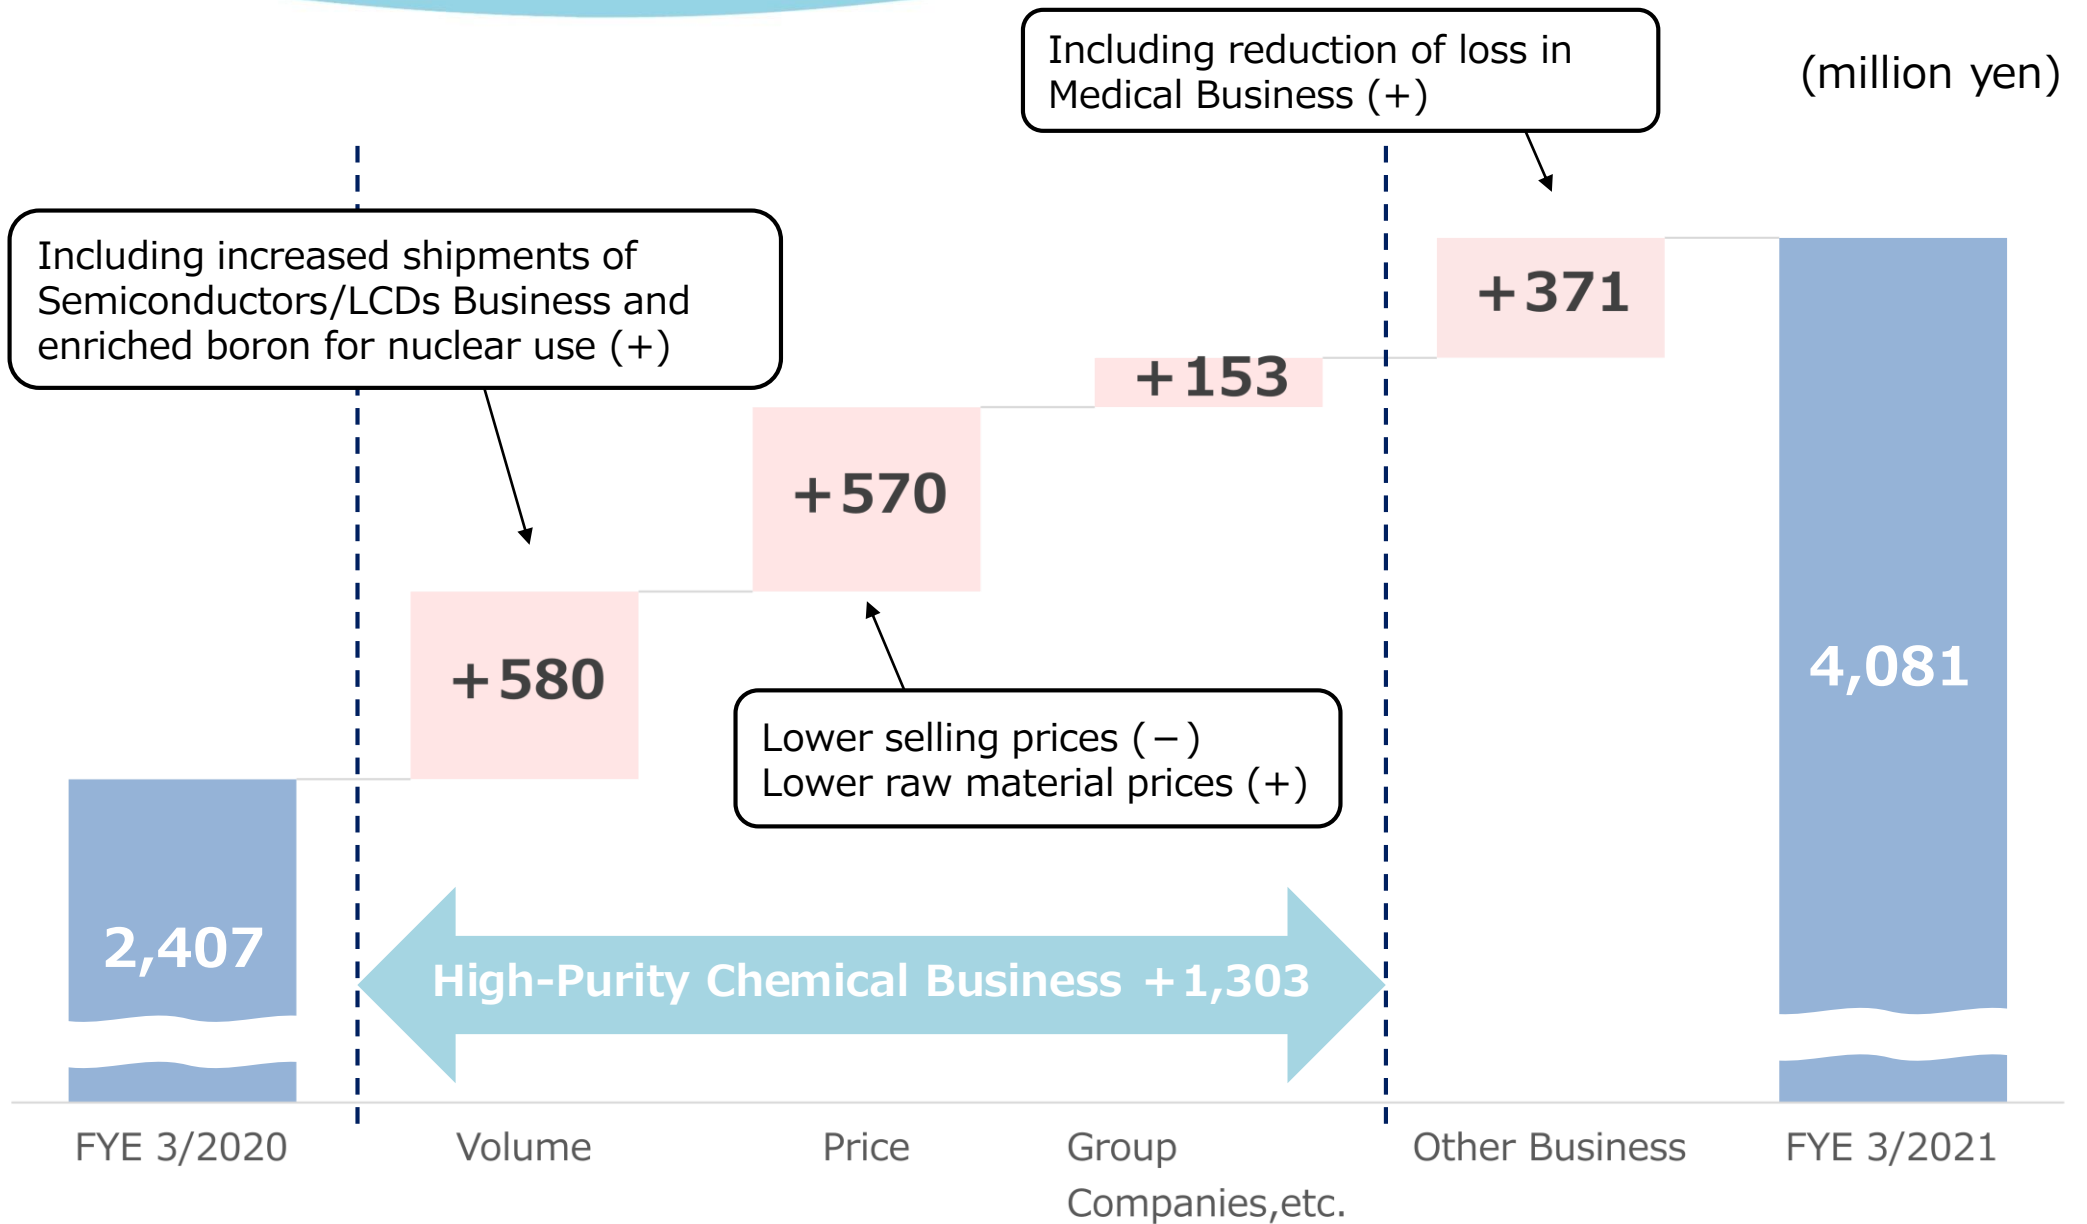 Including reduction of loss in
Medical Business (+)
(million yen)
Including increased shipments of
Semiconductors/LCDs Business and
enriched boron for nuclear use (+)
+371
+153
+570
+580
4,081
Lower selling prices (－)
Lower raw material prices (+)
2,407
High-Purity Chemical Business +1,303
FYE 3/2020
Volume
Price
Group
Companies,etc.
Other Business
FYE 3/2021